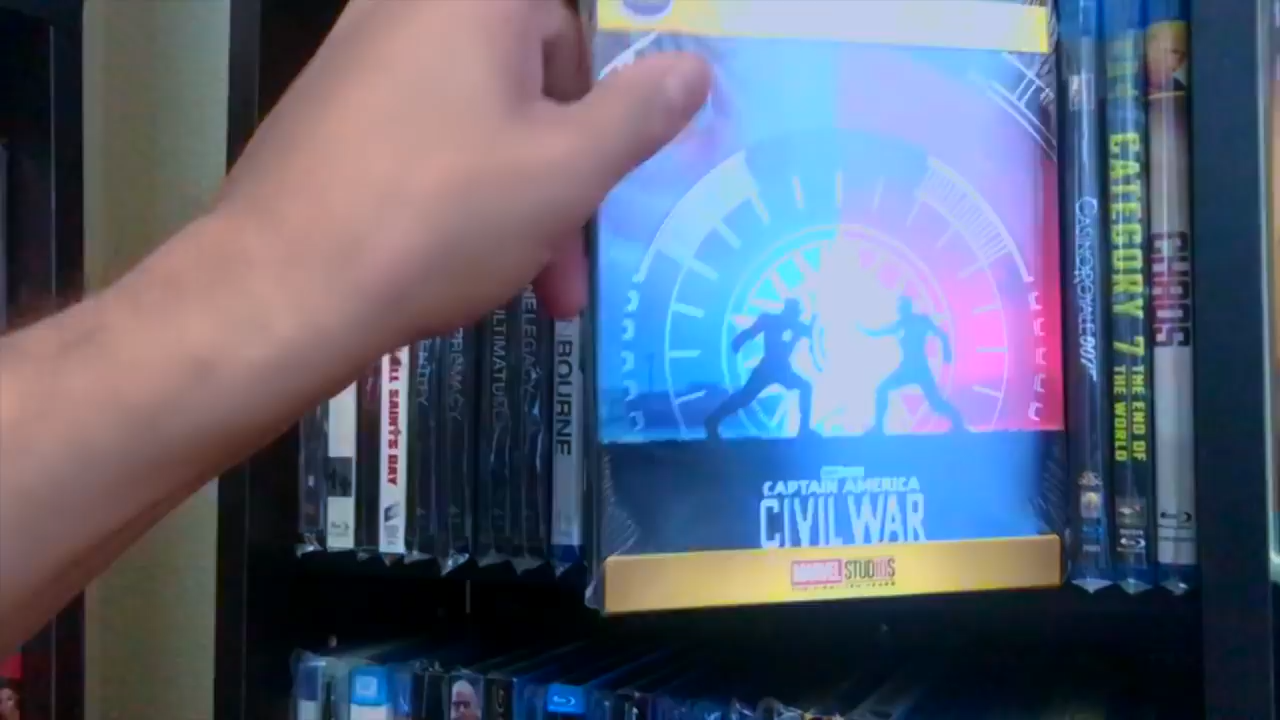 ALL SAINTS DAY
ULTIMATUM
LEGACY
BOURNE
CAPTAIN AMERICA
CIVIL WAR
MARVEL STUDIOS
CASINO ROYALE 007
CATEGORY 7 THE END OF
THE WORLD
CHAOS